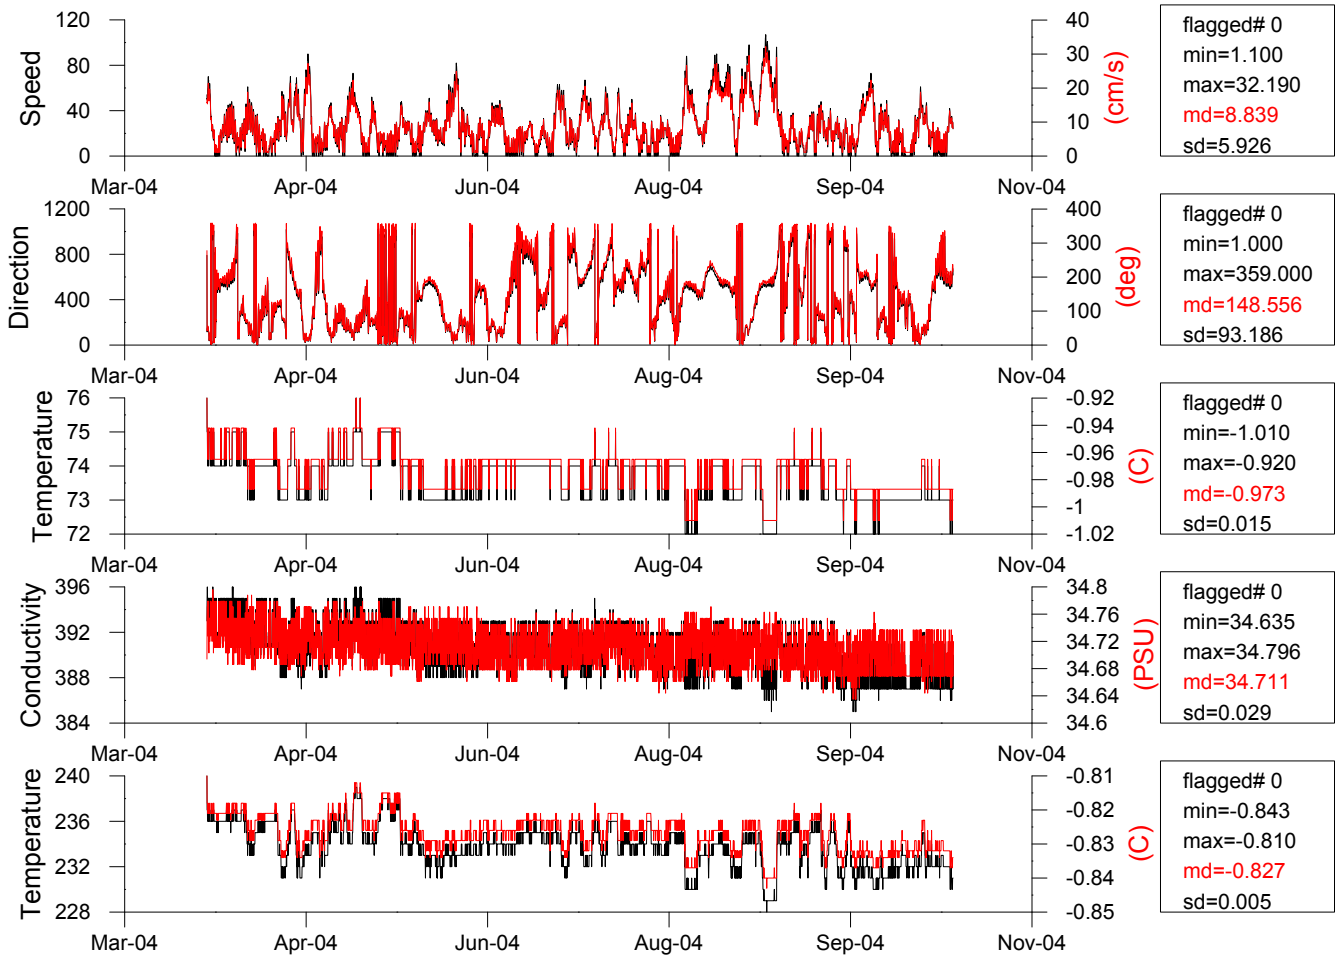 Speed
120
80
40
0
40
30
20
10
0
(cm/s)
Mar-04 Apr-04 Jun-04 Aug-04 Sep-04 Nov-04
flagged# 0
min=1.100
max=32.190
md=8.839
sd=5.926
Direction
1200
800
400
0
400
300
200
100
0
(deg)
Mar-04 Apr-04 Jun-04 Aug-04 Sep-04 Nov-04
flagged# 0
min=1.000
max=359.000
md=148.556
sd=93.186
Temperature
76
75
74
73
72
-0.92
-0.94
-0.96
-0.98
-1
-1.02
(C)
Mar-04 Apr-04 Jun-04 Aug-04 Sep-04 Nov-04
flagged# 0
min=-1.010
max=-0.920
md=-0.973
sd=0.015
Conductivity
396
392
388
384
34.8
34.76
34.72
34.68
34.64
34.6
(PSU)
Mar-04 Apr-04 Jun-04 Aug-04 Sep-04 Nov-04
flagged# 0
min=34.635
max=34.796
md=34.711
sd=0.029
Temperature
240
236
232
228
-0.81
-0.82
-0.83
-0.84
-0.85
(C)
Mar-04 Apr-04 Jun-04 Aug-04 Sep-04 Nov-04
flagged# 0
min=-0.843
max=-0.810
md=-0.827
sd=0.005